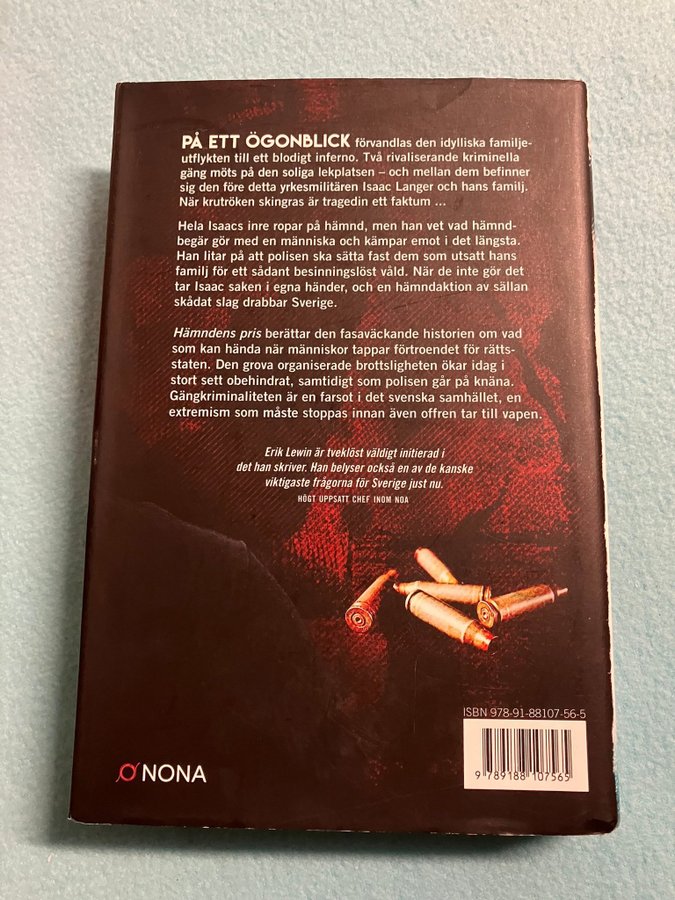 PÅ ETT ÖGONBLICK förvandlas den idylliska familje-
utflykten till ett blodigt inferno. Två rivaliserande kriminella
gäng möts på den soliga lekplatsen – och mellan dem befinner
sig den före detta yrkesmilitären Isaac Langer och hans familj.
När krutröken skingras är tragedin ett faktum ...
Hela Isaacs inre ropar på hämnd, men han vet vad hämnd-
begär gör med en människa och kämpar emot i det längsta.
Han litar på att polisen ska sätta fast dem som utsatt hans
familj för ett sådant besinningslöst våld. När de inte gör det
tar Isaac saken i egna händer, och en hämndaktion av sällan
skådat slag drabbar Sverige.
Hämndens pris berättar den fasaväckande historien om vad
som kan hända när människor tappar förtroendet för rätts-
staten. Den grova organiserade brottsligheten ökar idag i
stort sett obehindrat, samtidigt som polisen går på knäna.
Gängkriminaliteten är en farsot i det svenska samhället, en
extremism som måste stoppas innan även offren tar till vapen.
Erik Lewin är tveklöst väldigt initierad i
det han skriver. Han belyser också en av de kanske
viktigaste frågorna för Sverige just nu.
HÖGT UPPSATT CHEF INOM NOA
ISBN 978-91-88107-56-5
9 789188 107565
NONA